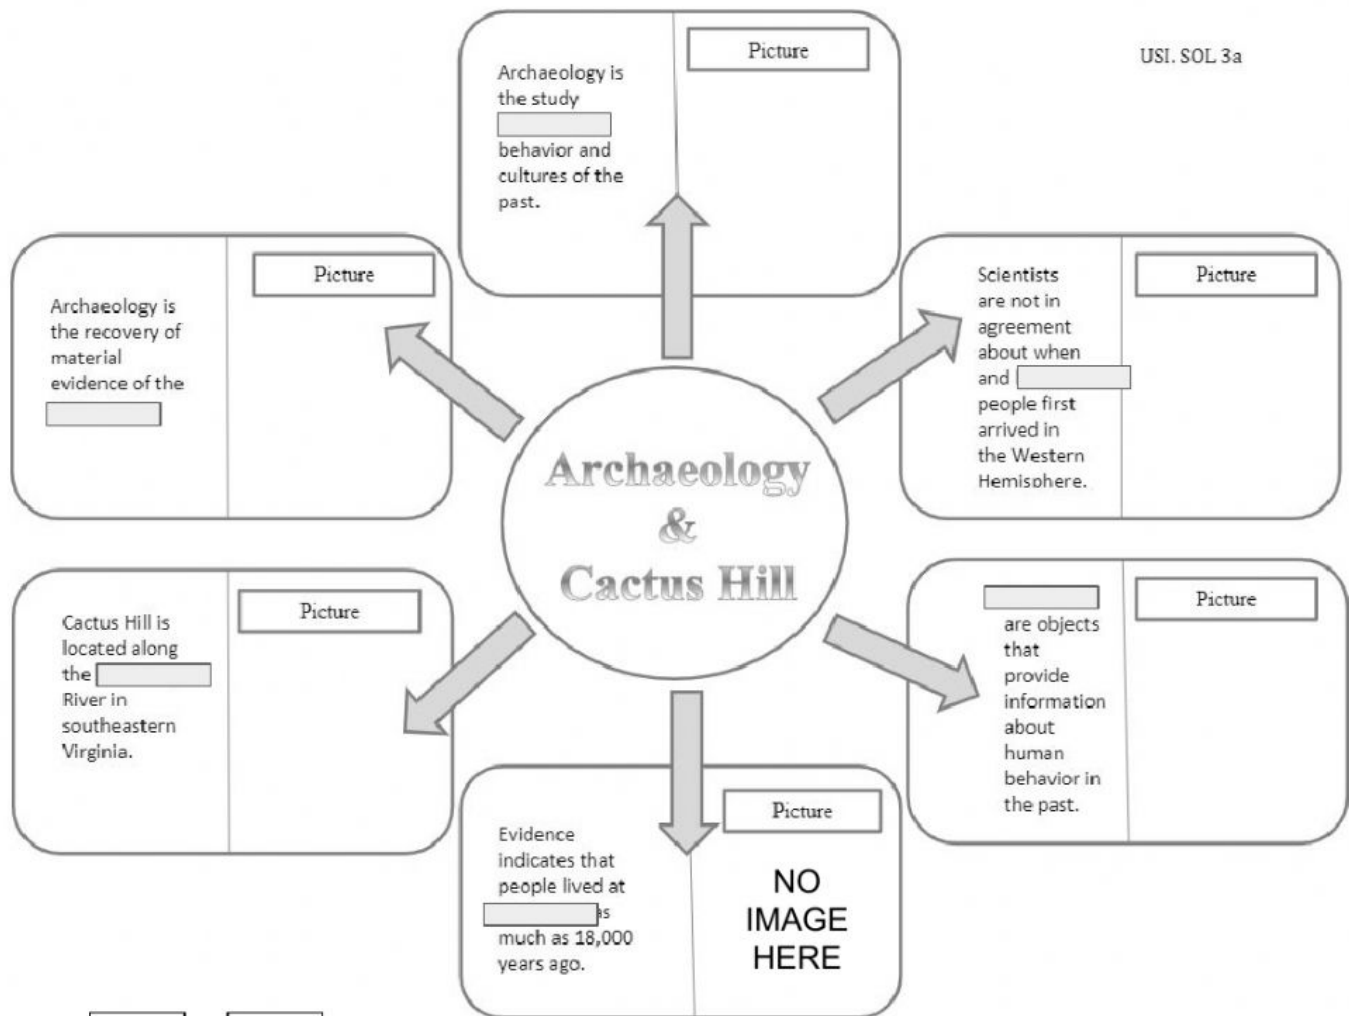 USI. SOL 3a
Picture
Archaeology is
the study
behavior and
cultures of the
past.
Picture
Archaeology is
the recovery of
material
evidence of the
Picture
Scientists
are not in
agreement
about when
and
people first
arrived in
the Western
Hemisphere.
Archaeology
&
Cactus Hill
Picture
Cactus Hill is
located along
the
River in
southeastern
Virginia.
Picture
are objects
that
provide
information
about
human
behavior in
the past.
Picture
Evidence
indicates that
people lived at
as
much as 18,000
years ago.
NO
IMAGE
HERE